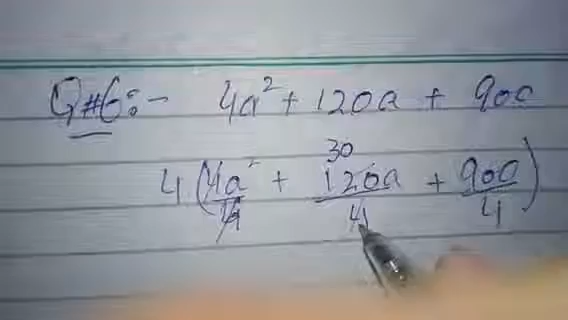 Q#6:- 4a² + 120a + 900
30
4(4a²/4 + 120a/4 + 900/4)